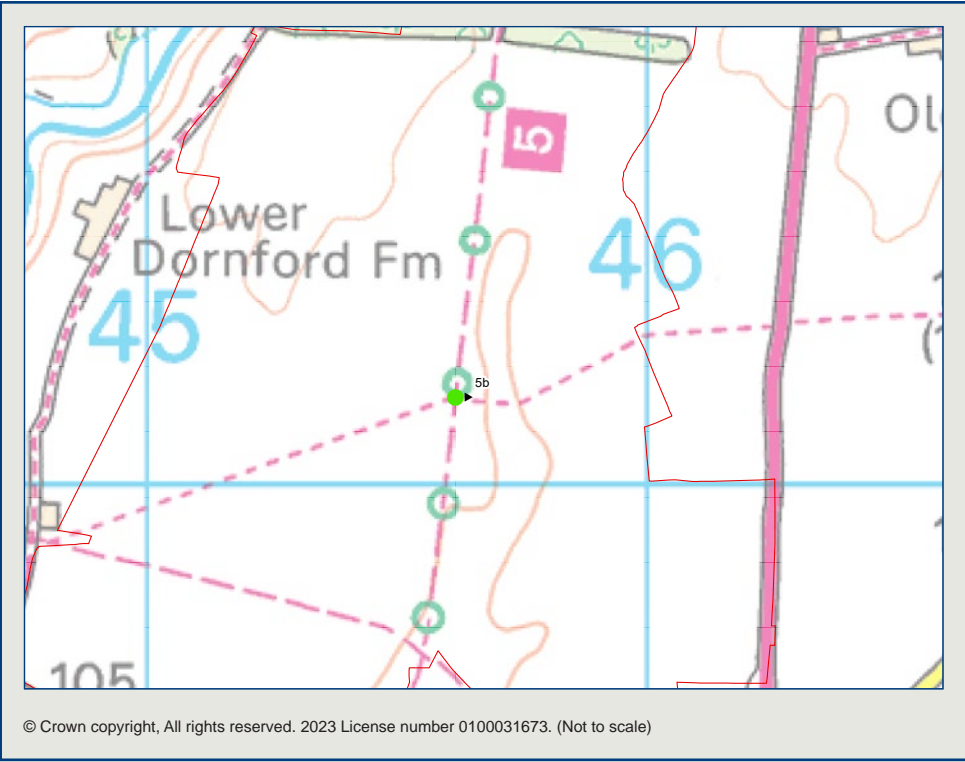 5
Ol
Lower
Dornford Fm
46
45
(
5b
105
© Crown copyright, All rights reserved. 2023 License number 0100031673. (Not to scale)